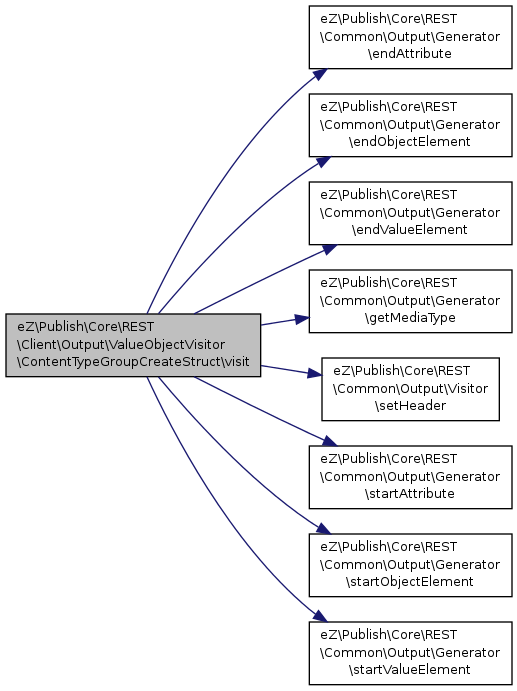 eZ\Publish\Core\REST
\Common\Output\Generator
\endAttribute
eZ\Publish\Core\REST
\Common\Output\Generator
\endObjectElement
eZ\Publish\Core\REST
\Common\Output\Generator
\endValueElement
eZ\Publish\Core\REST
\Common\Output\Generator
\getMediaType
eZ\Publish\Core\REST
\Client\Output\ValueObjectVisitor
\ContentTypeGroupCreateStruct\visit
eZ\Publish\Core\REST
\Common\Output\Visitor
\setHeader
eZ\Publish\Core\REST
\Common\Output\Generator
\startAttribute
eZ\Publish\Core\REST
\Common\Output\Generator
\startObjectElement
eZ\Publish\Core\REST
\Common\Output\Generator
\startValueElement